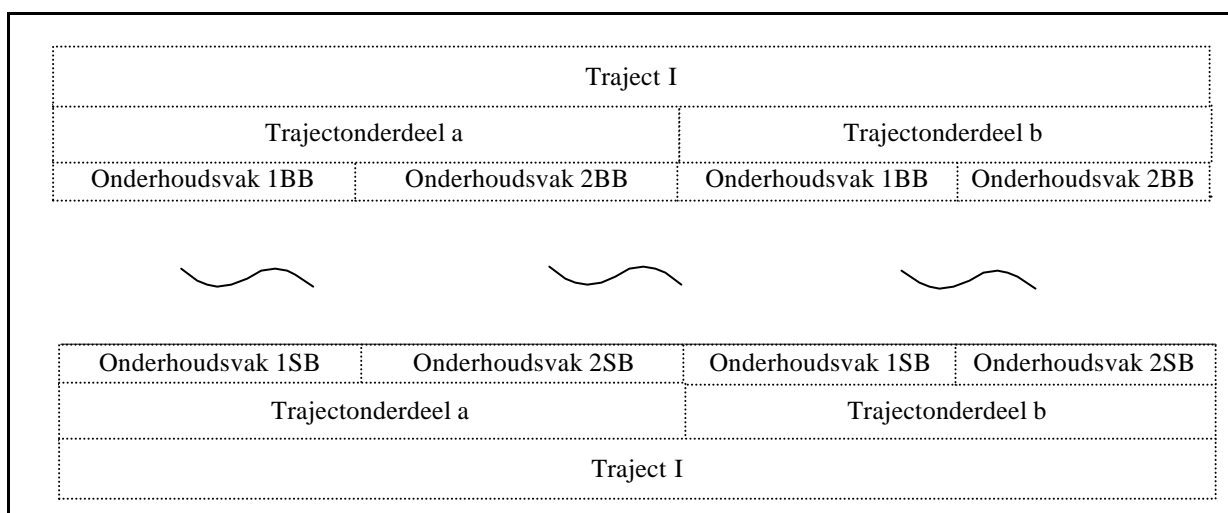 Traject I
Trajectonderdeel a Trajectonderdeel b
Onderhoudsvak 1BB Onderhoudsvak 2BB Onderhoudsvak 1BB Onderhoudsvak 2BB
Onderhoudsvak 1SB Onderhoudsvak 2SB Onderhoudsvak 1SB Onderhoudsvak 2SB
Trajectonderdeel a Trajectonderdeel b
Traject I